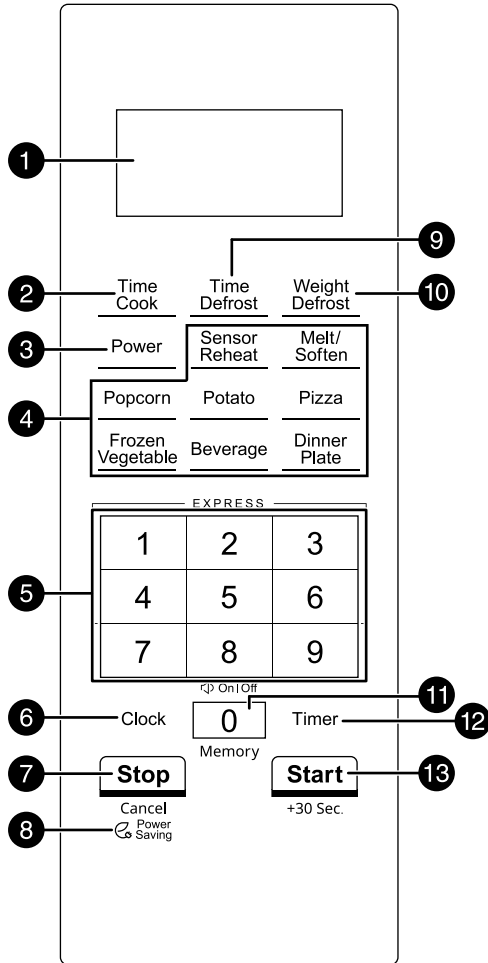 1
9
2
Time
Cook
Time
Defrost
Weight
Defrost
10
3
Power
Sensor
Reheat
Melt/
Soften
4
Popcorn
Potato
Pizza
Frozen
Vegetable
Beverage
Dinner
Plate
EXPRESS
5
1
2
3
4
5
6
7
8
9
On|Off
11
6
Clock
0
Timer
12
Memory
7
Stop
Start
13
Cancel
+30 Sec.
8
Power
Saving